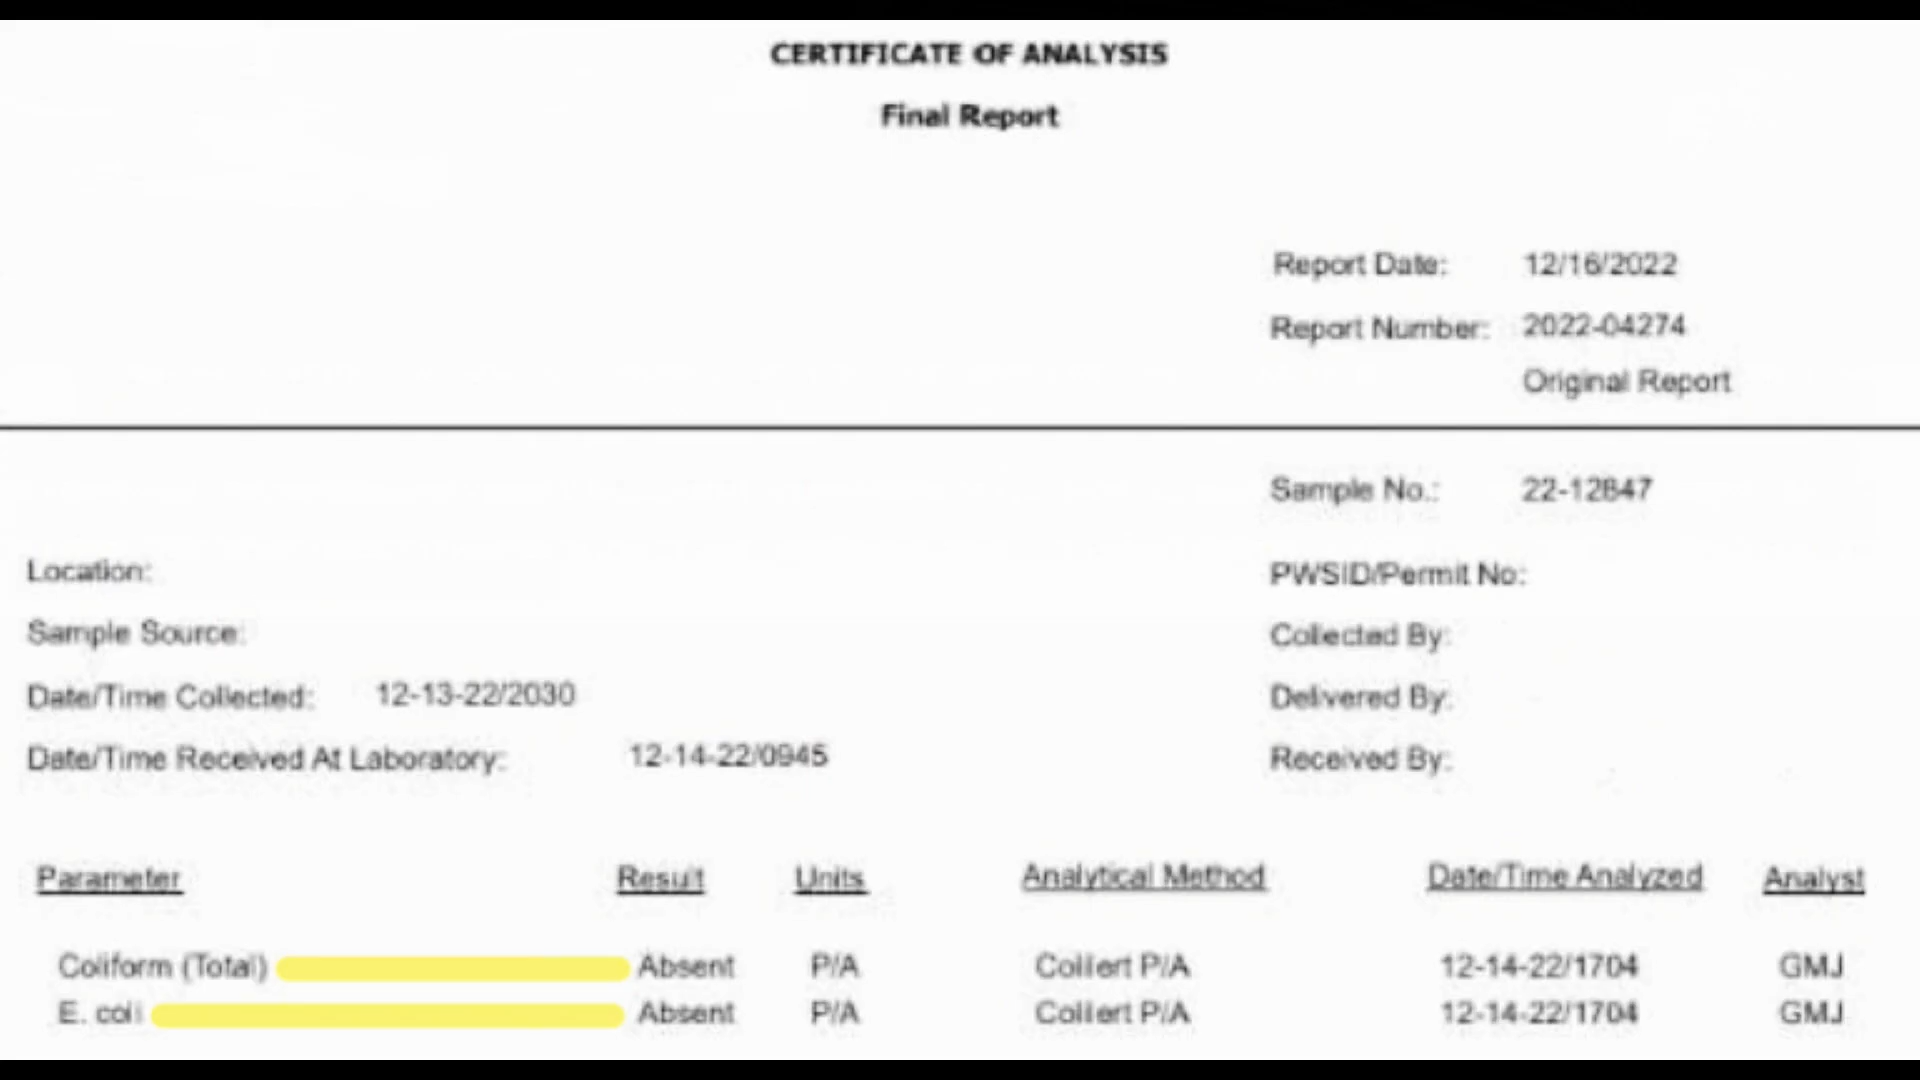 CERTIFICATE OF ANALYSIS
Final Report
Report Date: 12/16/2022
Report Number: 2022-04274
Original Report
Sample No.: 22-12847
Location:
PWSID/Permit No:
Sample Source:
Collected By:
Date/Time Collected: 12-13-22/2030
Delivered By:
Date/Time Received At Laboratory: 12-14-22/0945
Received By:
Parameter Result Units Analytical Method Date/Time Analyzed Analyst
Coliform (Total) Absent P/A Colilert P/A 12-14-22/1704 GMJ
E. coli Absent P/A Colilert P/A 12-14-22/1704 GMJ